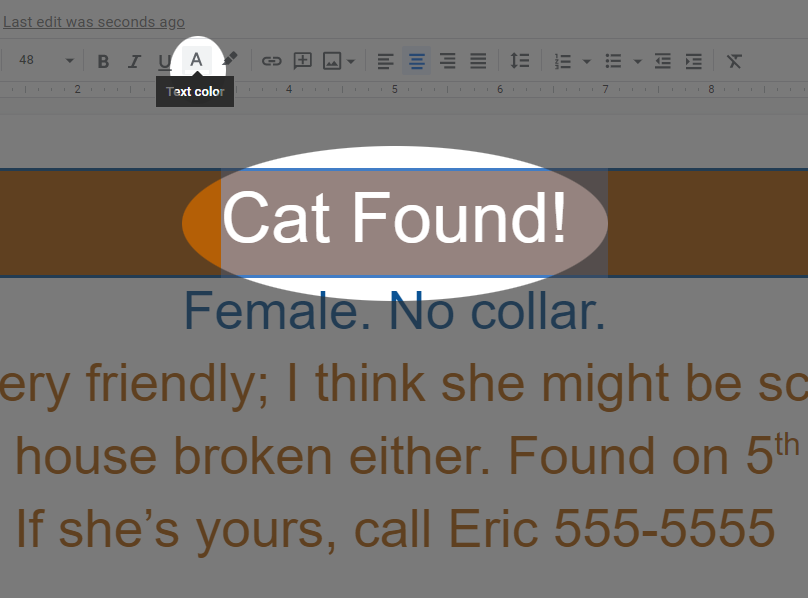 Last edit was seconds ago
48 B I U A
Text color
2 4 5 6 7 8
Cat Found!
Female. No collar.
ery friendly; I think she might be sc
house broken either. Found on 5th
If she’s yours, call Eric 555-5555